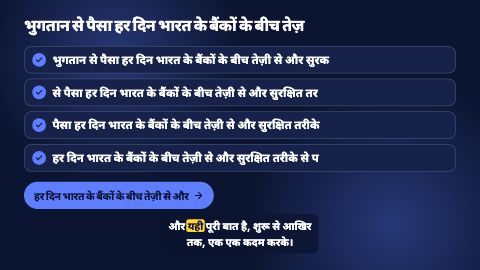 भुगतान से पैसा हर दिन भारत के बैंकों के बीच तेज़
भुगतान से पैसा हर दिन भारत के बैंकों के बीच तेज़ी से और सुरक
से पैसा हर दिन भारत के बैंकों के बीच तेज़ी से और सुरक्षित तर
पैसा हर दिन भारत के बैंकों के बीच तेज़ी से और सुरक्षित तरीके
हर दिन भारत के बैंकों के बीच तेज़ी से और सुरक्षित तरीके से प
हर दिन भारत के बैंकों के बीच तेज़ी से और →
और यही पूरी बात है, शुरू से आखिर
तक, एक एक कदम करके।